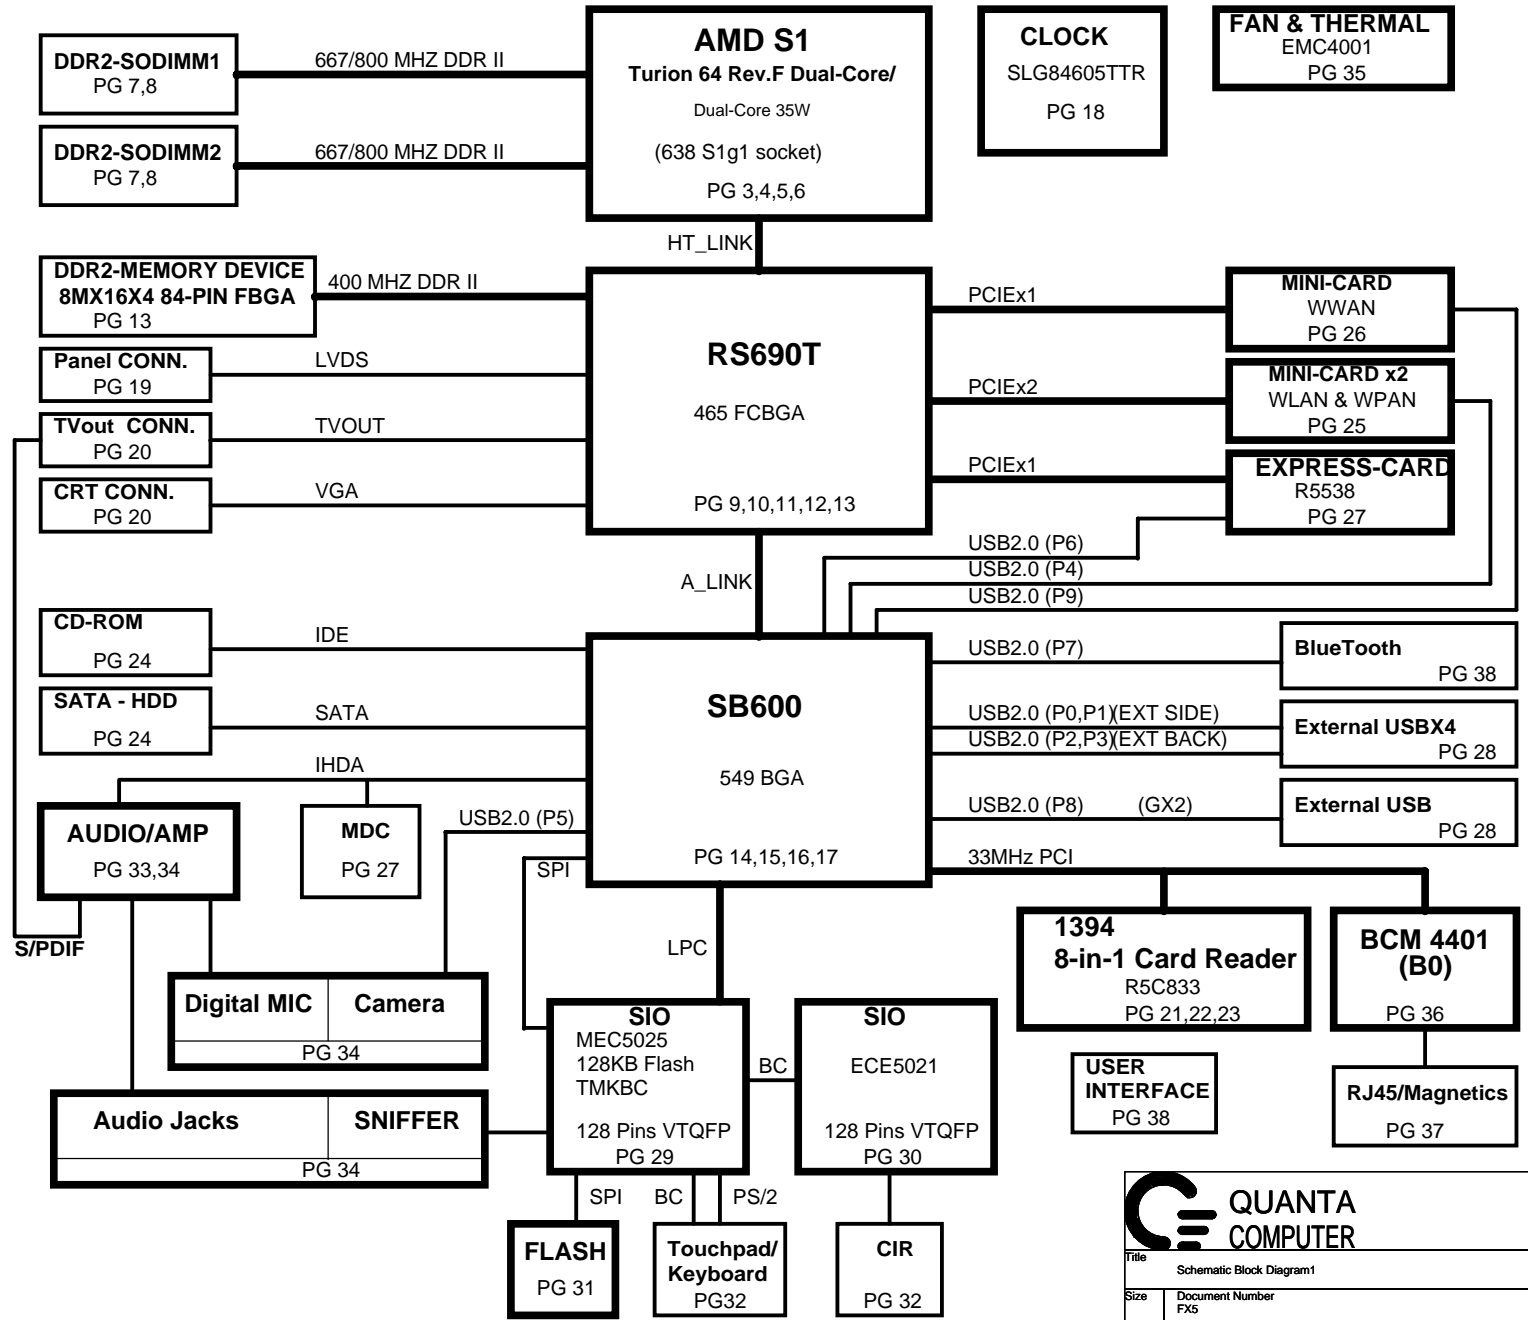 AMD S1
Turion 64 Rev.F Dual-Core/
Dual-Core 35W
(638 S1g1 socket)
PG 3,4,5,6
CLOCK
SLG84605TTR
PG 18
FAN & THERMAL
EMC4001
PG 35
DDR2-SODIMM1
PG 7,8
667/800 MHZ DDR II
DDR2-SODIMM2
PG 7,8
667/800 MHZ DDR II
HT_LINK
DDR2-MEMORY DEVICE
8MX16X4 84-PIN FBGA
PG 13
400 MHZ DDR II
Panel CONN.
PG 19
LVDS
TVout CONN.
PG 20
TVOUT
CRT CONN.
PG 20
VGA
RS690T
465 FCBGA
PG 9,10,11,12,13
PCIEx1
MINI-CARD
WWAN
PG 26
PCIEx2
MINI-CARD x2
WLAN & WPAN
PG 25
PCIEx1
EXPRESS-CARD
R5538
PG 27
USB2.0 (P6)
USB2.0 (P4)
USB2.0 (P9)
A_LINK
CD-ROM
PG 24
IDE
SATA - HDD
PG 24
SATA
IHDA
SB600
549 BGA
PG 14,15,16,17
USB2.0 (P7)
BlueTooth
PG 38
USB2.0 (P0,P1)(EXT SIDE)
USB2.0 (P2,P3)(EXT BACK)
External USBX4
PG 28
USB2.0 (P8) (GX2)
External USB
PG 28
33MHz PCI
AUDIO/AMP
PG 33,34
MDC
PG 27
USB2.0 (P5)
SPI
S/PDIF
LPC
1394
8-in-1 Card Reader
R5C833
PG 21,22,23
BCM 4401
(B0)
PG 36
Digital MIC
Camera
PG 34
SIO
MEC5025
128KB Flash
TMKBC
128 Pins VTQFP
PG 29
BC
SIO
ECE5021
128 Pins VTQFP
PG 30
USER
INTERFACE
PG 38
RJ45/Magnetics
PG 37
Audio Jacks
SNIFFER
PG 34
SPI
BC
PS/2
FLASH
PG 31
Touchpad/
Keyboard
PG32
CIR
PG 32
QUANTA
COMPUTER
Title
Schematic Block Diagram1
Size
Document Number
FX5